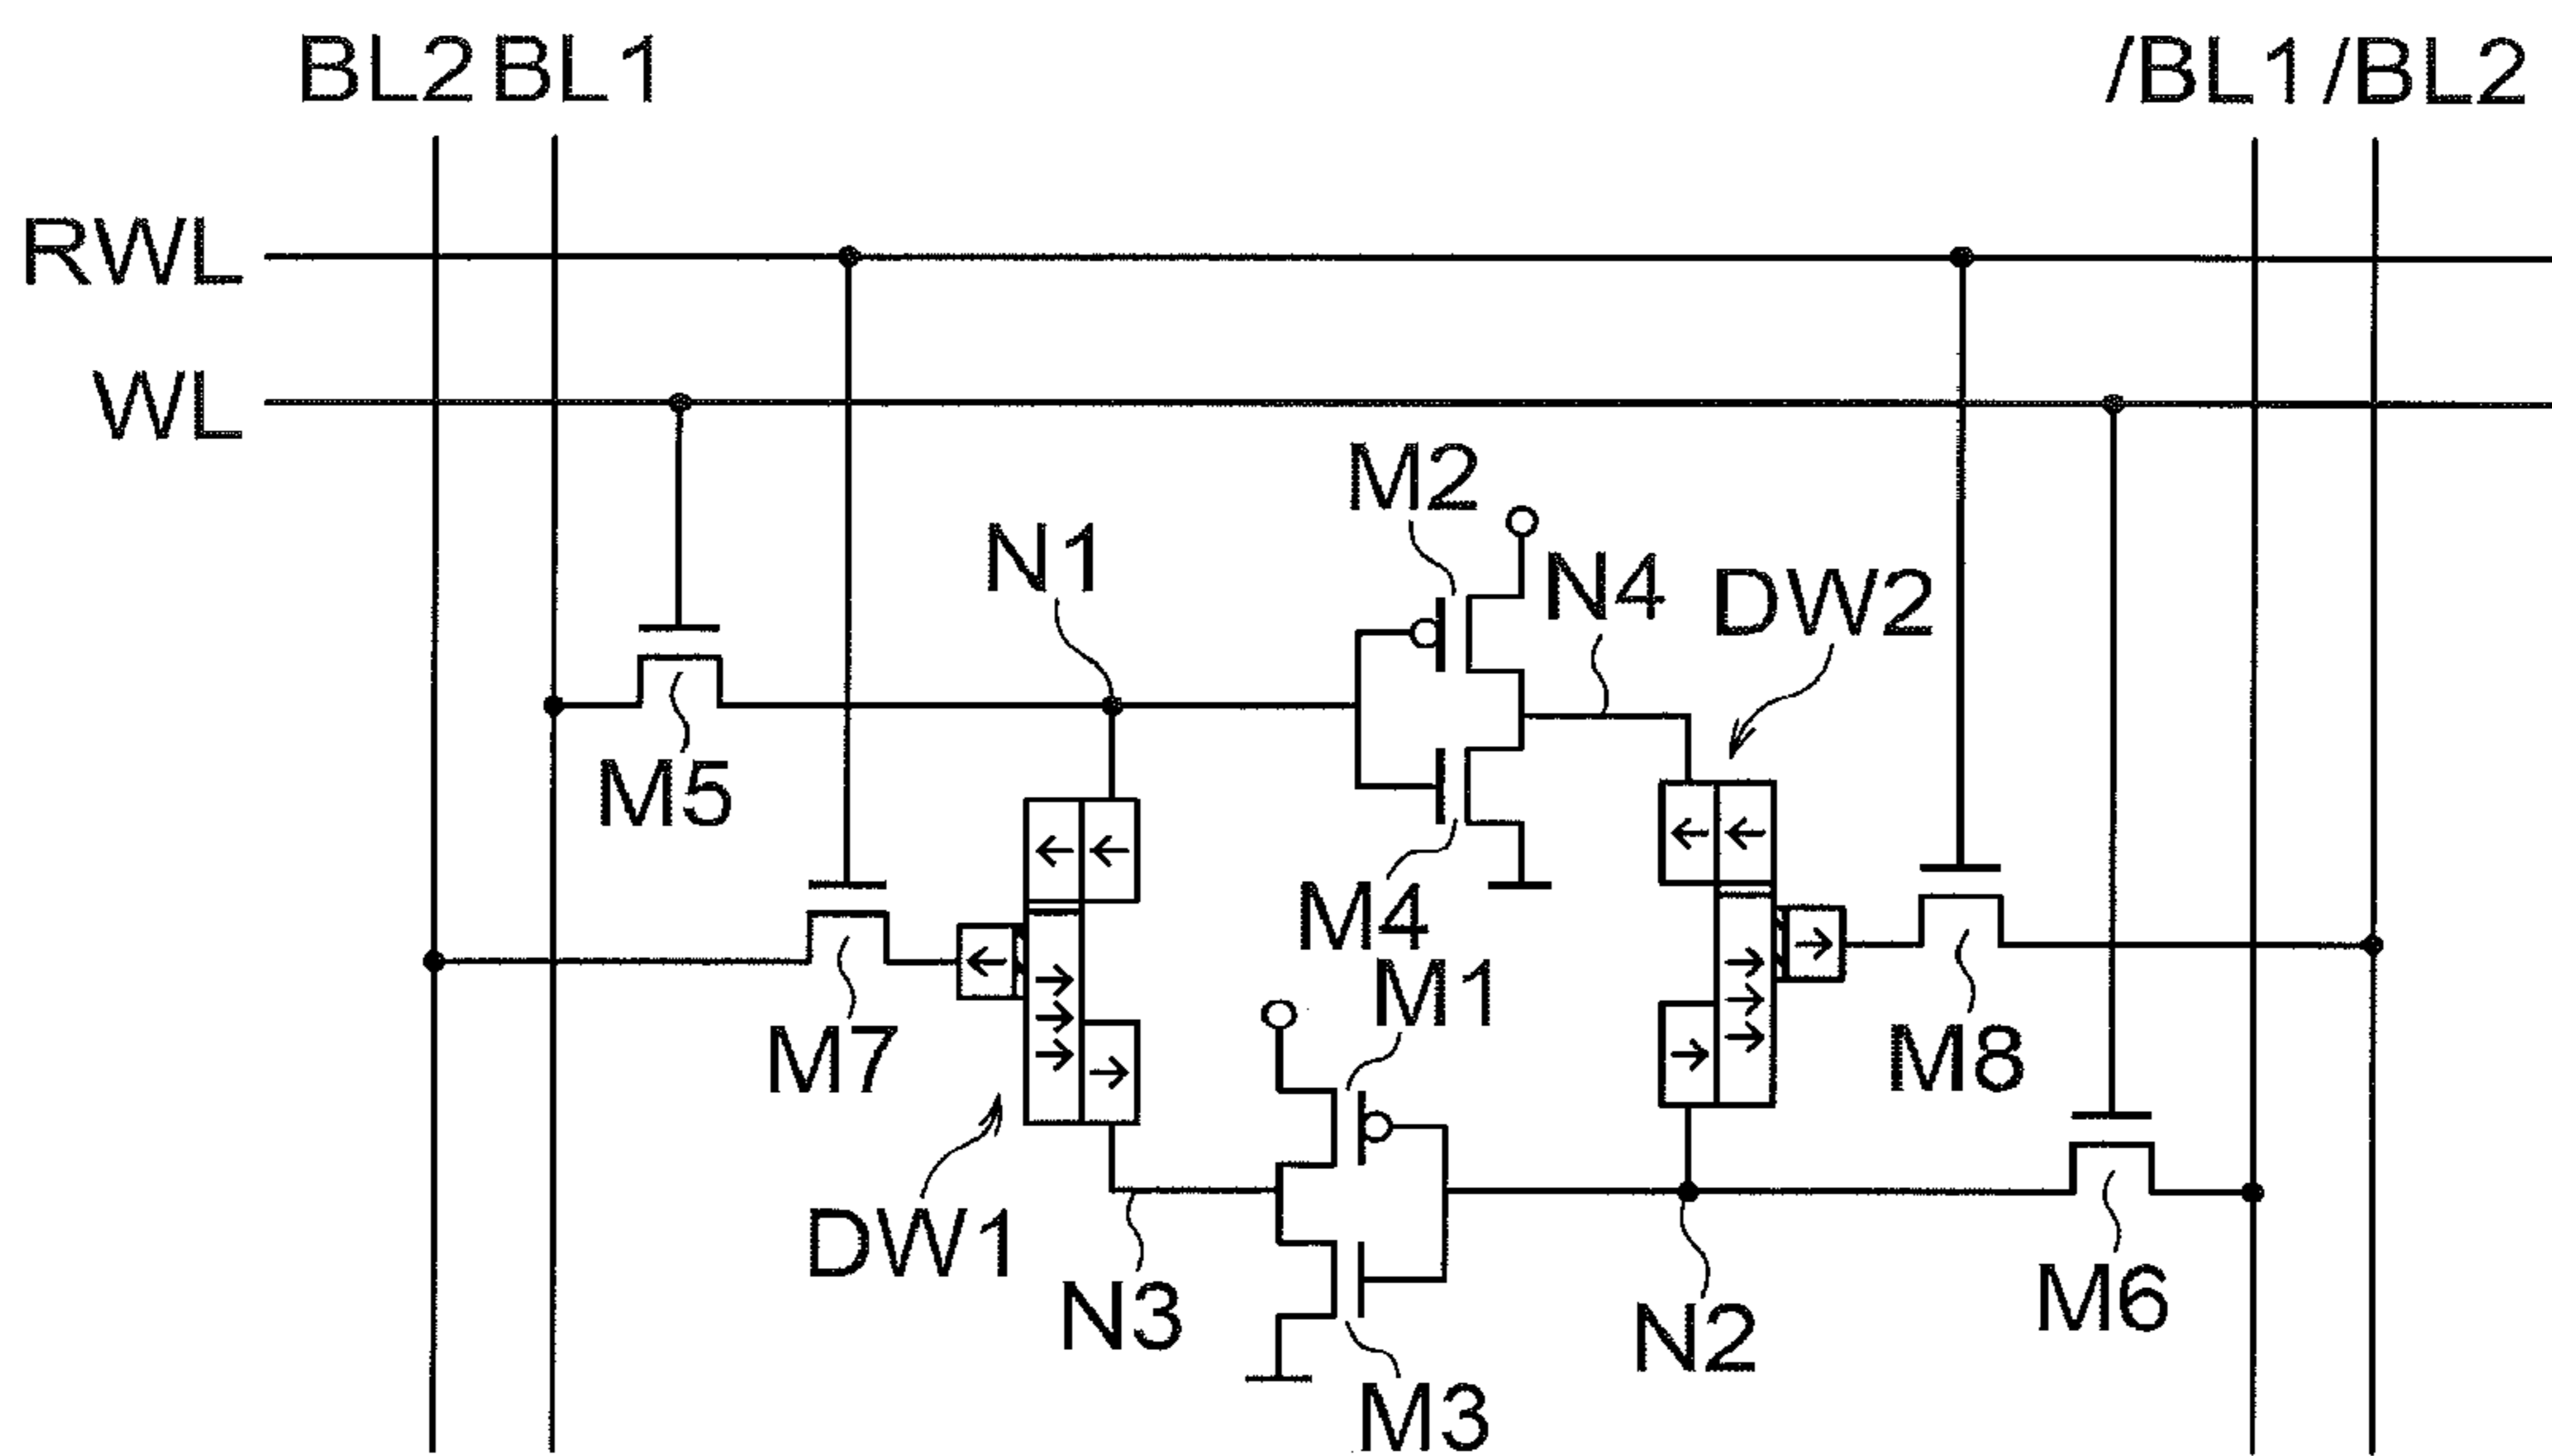 BL2 BL1 /BL1 /BL2
RWL
WL
M2
N1 N4 DW2
M5
M4
M1
M7 M8
DW1
N3 N2 M6
M3